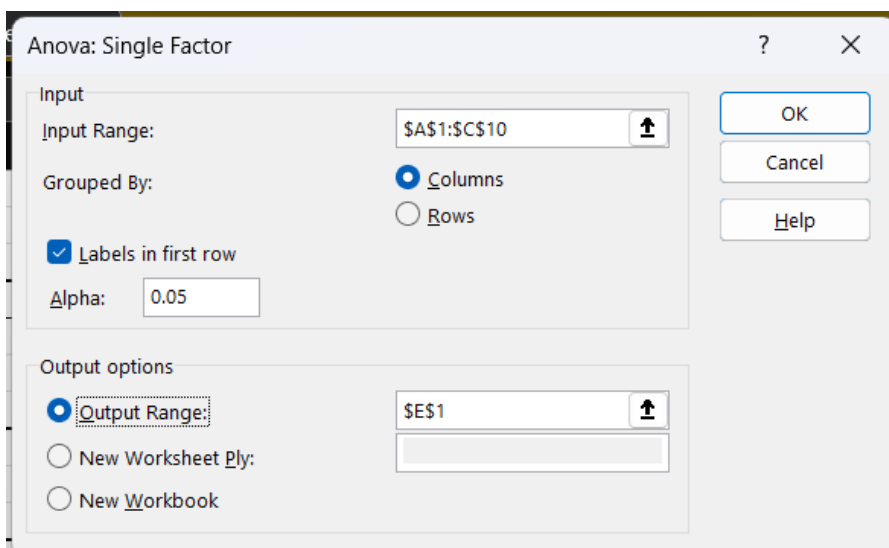 Anova: Single Factor
?
Input
Input Range:
$A$1:$C$10
OK
Cancel
Grouped By:
Columns
Rows
Help
Labels in first row
Alpha:
0.05
Output options
Output Range:
$E$1
New Worksheet Ply:
New Workbook